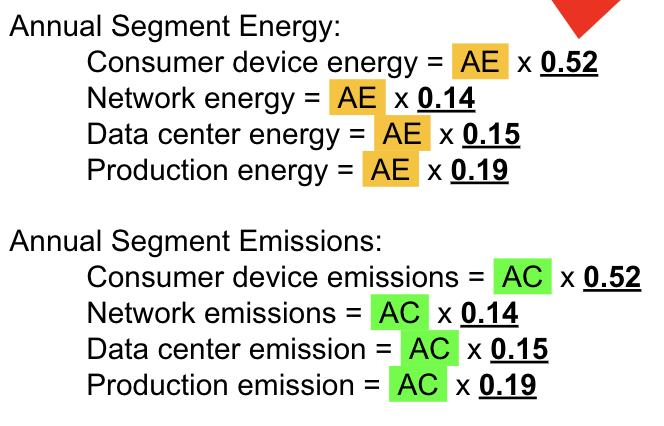 Annual Segment Energy:
Consumer device energy = AE x 0.52
Network energy = AE x 0.14
Data center energy = AE x 0.15
Production energy = AE x 0.19
Annual Segment Emissions:
Consumer device emissions = AC x 0.52
Network emissions = AC x 0.14
Data center emission = AC x 0.15
Production emission = AC x 0.19